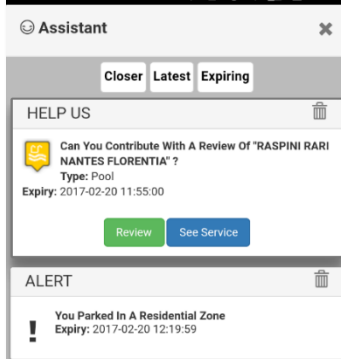 Assistant
Closer Latest Expiring
HELP US
Can You Contribute With A Review Of "RASPINI RARI
NANTES FLORENTIA" ?
Type: Pool
Expiry: 2017-02-20 11:55:00
Review See Service
ALERT
You Parked In A Residential Zone
Expiry: 2017-02-20 12:19:59